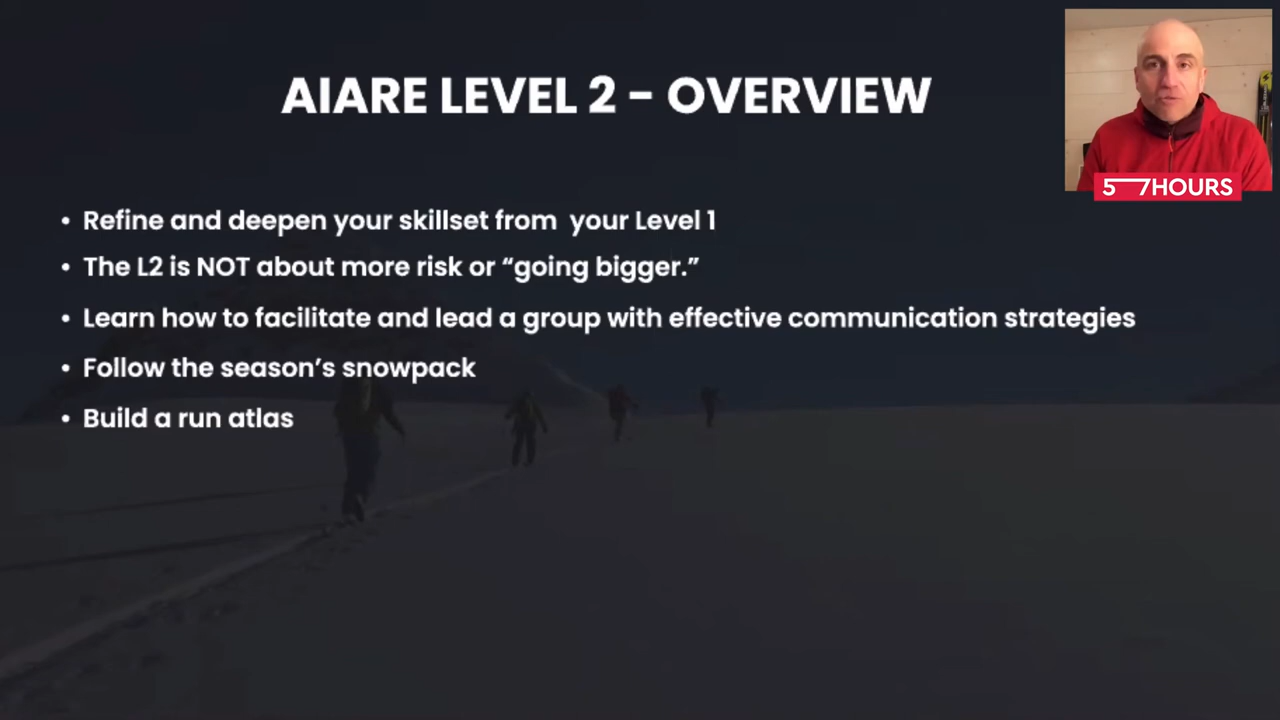 AIARE LEVEL 2 - OVERVIEW
5 7HOURS
• Refine and deepen your skillset from  your Level 1
• The L2 is NOT about more risk or “going bigger.”
• Learn how to facilitate and lead a group with effective communication strategies
• Follow the season’s snowpack
• Build a run atlas